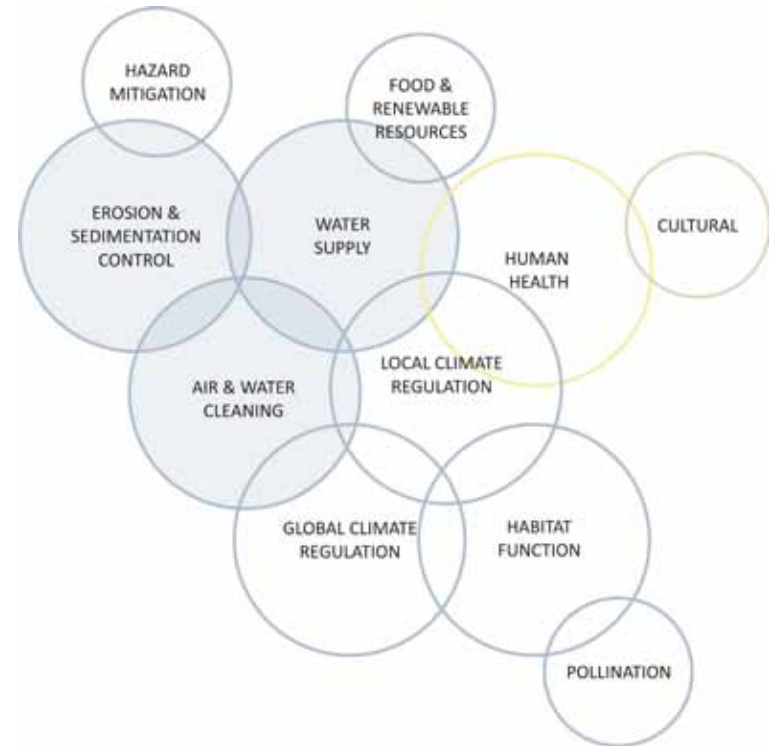 HAZARD
MITIGATION
FOOD &
RENEWABLE
RESOURCES
EROSION &
SEDIMENTATION
CONTROL
WATER
SUPPLY
HUMAN
HEALTH
CULTURAL
AIR & WATER
CLEANING
LOCAL CLIMATE
REGULATION
GLOBAL CLIMATE
REGULATION
HABITAT
FUNCTION
POLLINATION